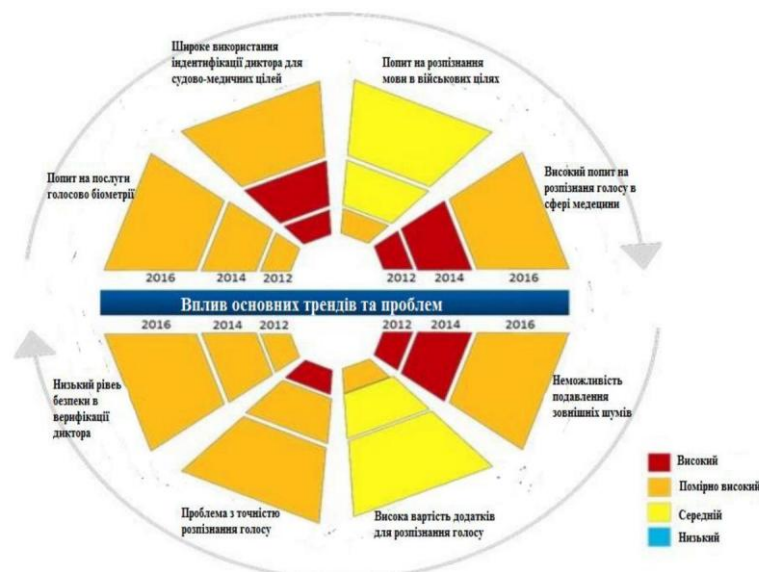 Широке використання
індентифікації диктора для
судово-медичних цілей
Попит на розпізнання
мови в військових цілях
Попит на послуги
голосово біометрії
Високий попит на
розпізнаня голосу в
сфері медецини
2016 2014 2012 2012 2014 2016
Вплив основних трендів та проблем
2016 2014 2012 2012 2014 2016
Низький рівеь
безпеки в
верифікації
диктора
Неможливість
подавлення
зовнішніх шумів
Проблема з точністю
розпізнання голосу
Висока вартість додатків
для розпізнання голосу
Високий
Помірно високий
Середній
Низький